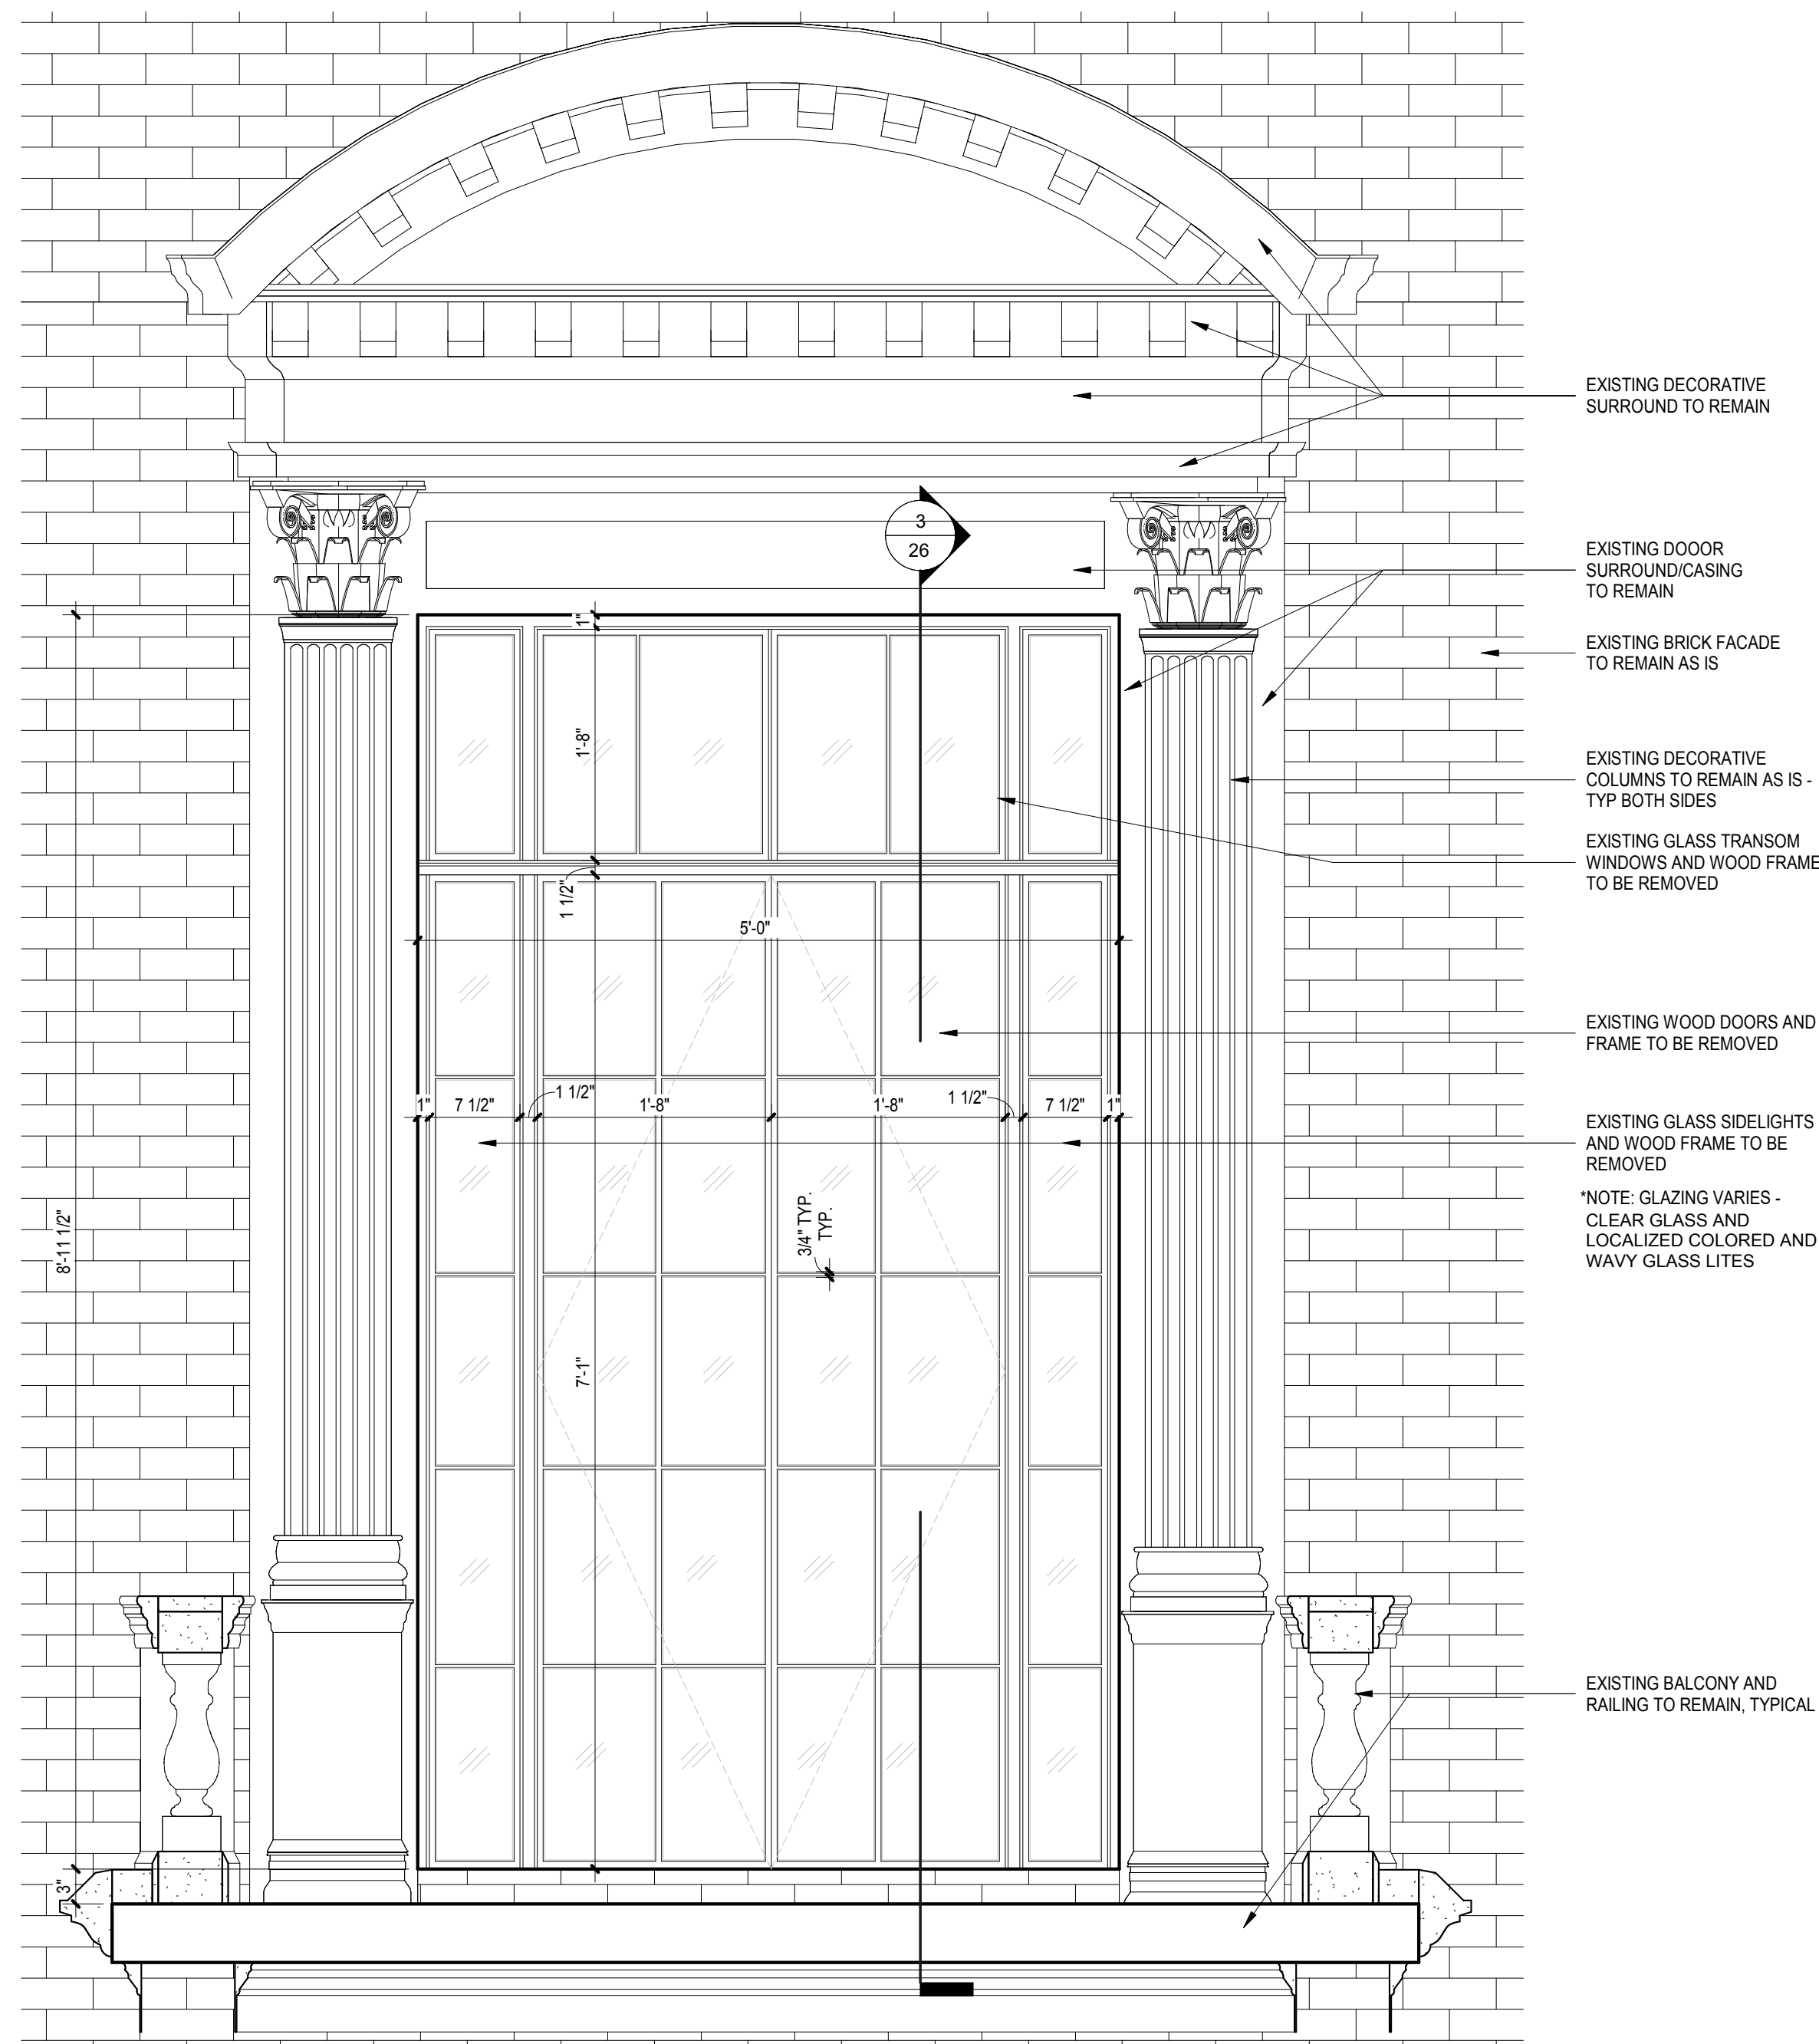 EXISTING DECORATIVE
SURROUND TO REMAIN
3
26
EXISTING DOOOR
SURROUND/CASING
TO REMAIN
1"
EXISTING BRICK FACADE
TO REMAIN AS IS
1'-8"
EXISTING DECORATIVE
COLUMNS TO REMAIN AS IS -
TYP BOTH SIDES
EXISTING GLASS TRANSOM
WINDOWS AND WOOD FRAME
TO BE REMOVED
1 1/2"
5'-0"
EXISTING WOOD DOORS AND
FRAME TO BE REMOVED
1" 7 1/2" 1 1/2" 1'-8" 1'-8" 1 1/2" 7 1/2" 1"
EXISTING GLASS SIDELIGHTS
AND WOOD FRAME TO BE
REMOVED
*NOTE: GLAZING VARIES -
CLEAR GLASS AND
LOCALIZED COLORED AND
WAVY GLASS LITES
8'-11 1/2"
3/4" TYP.
TYP.
7'-1"
EXISTING BALCONY AND
RAILING TO REMAIN, TYPICAL
3"